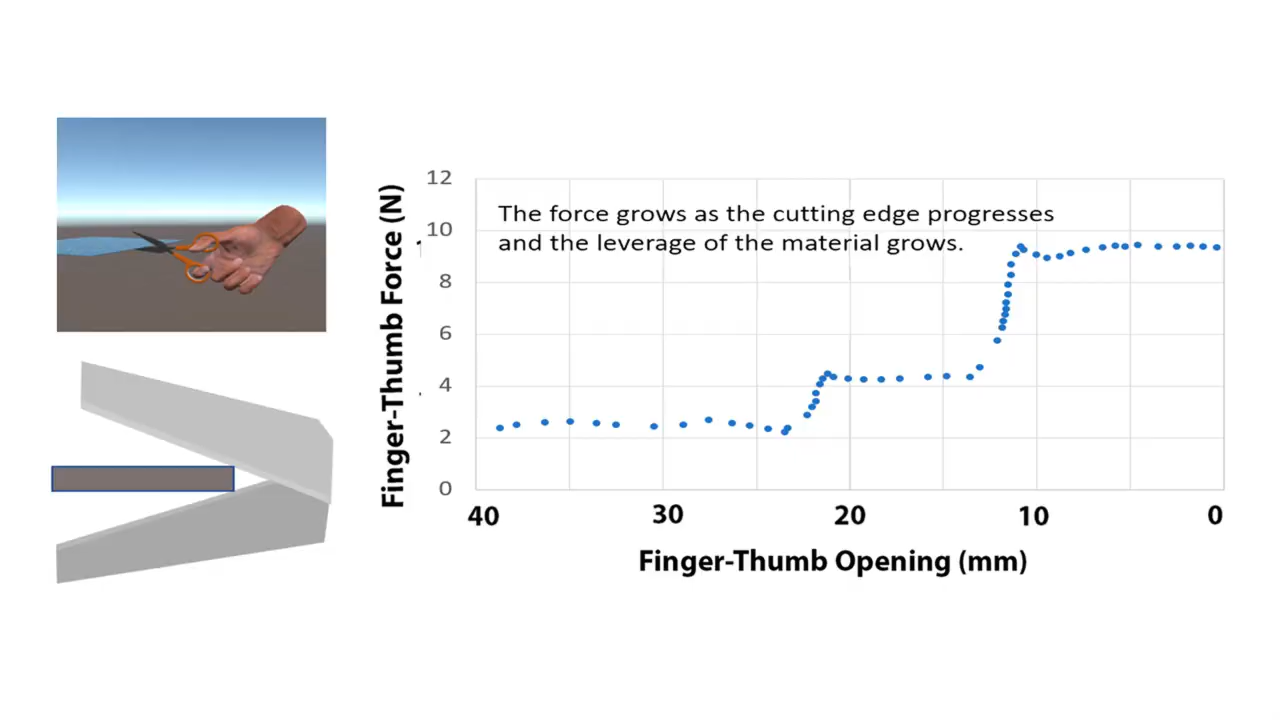 The force grows as the cutting edge progresses
and the leverage of the material grows.
Finger-Thumb Force (N)
12
10
8
6
4
2
0
40 30 20 10 0
Finger-Thumb Opening (mm)